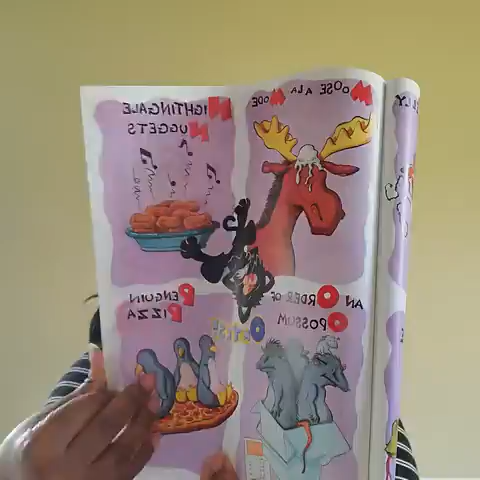 MOOSE A LA MODE
NIGHTINGALE
NUGGETS
AN ORDER OF
OPOSSUM
PENGUIN
PIZZA